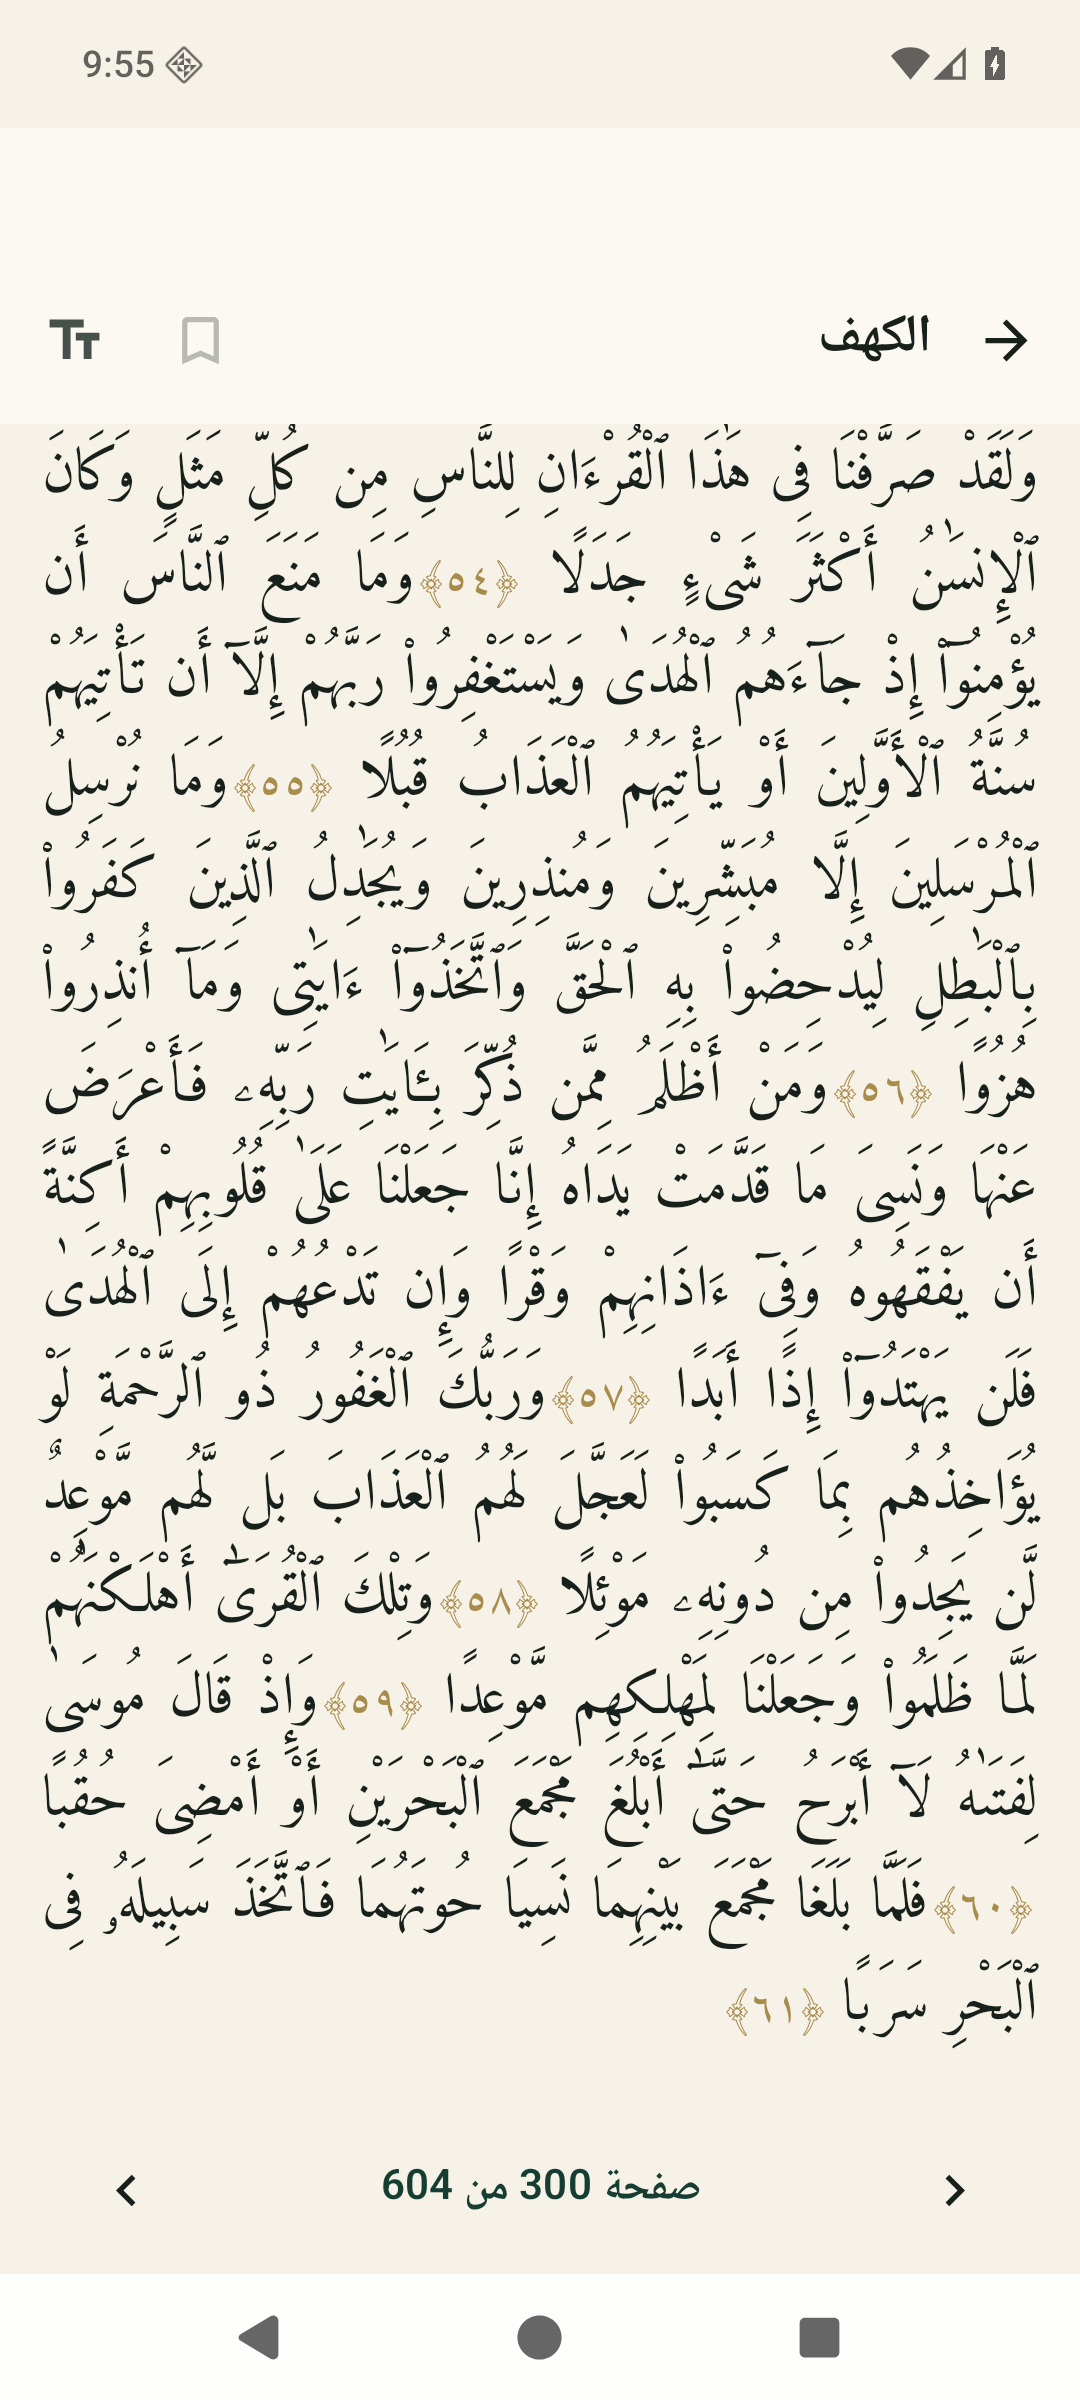 9:55
الكهف
وَلَقَدْ صَرَّفْنَا فِى هَٰذَا ٱلْقُرْءَانِ لِلنَّاسِ مِن كُلِّ مَثَلٍ وَكَانَ
ٱلْإِنسَٰنُ أَكْثَرَ شَىْءٍ جَدَلًا ﴿٥٤﴾ وَمَا مَنَعَ ٱلنَّاسَ أَن
يُؤْمِنُوٓا۟ إِذْ جَآءَهُمُ ٱلْهُدَىٰ وَيَسْتَغْفِرُوا۟ رَبَّهُمْ إِلَّآ أَن تَأْتِيَهُمْ
سُنَّةُ ٱلْأَوَّلِينَ أَوْ يَأْتِيَهُمُ ٱلْعَذَابُ قُبُلًا ﴿٥٥﴾ وَمَا نُرْسِلُ
ٱلْمُرْسَلِينَ إِلَّا مُبَشِّرِينَ وَمُنذِرِينَ وَيُجَٰدِلُ ٱلَّذِينَ كَفَرُوا۟
بِٱلْبَٰطِلِ لِيُدْحِضُوا۟ بِهِ ٱلْحَقَّ وَٱتَّخَذُوٓا۟ ءَايَٰتِى وَمَآ أُنذِرُوا۟
هُزُوًا ﴿٥٦﴾ وَمَنْ أَظْلَمُ مِمَّن ذُكِّرَ بِـَٔايَٰتِ رَبِّهِۦ فَأَعْرَضَ
عَنْهَا وَنَسِىَ مَا قَدَّمَتْ يَدَاهُ إِنَّا جَعَلْنَا عَلَىٰ قُلُوبِهِمْ أَكِنَّةً
أَن يَفْقَهُوهُ وَفِىٓ ءَاذَانِهِمْ وَقْرًا وَإِن تَدْعُهُمْ إِلَى ٱلْهُدَىٰ
فَلَن يَهْتَدُوٓا۟ إِذًا أَبَدًا ﴿٥٧﴾ وَرَبُّكَ ٱلْغَفُورُ ذُو ٱلرَّحْمَةِ لَوْ
يُؤَاخِذُهُم بِمَا كَسَبُوا۟ لَعَجَّلَ لَهُمُ ٱلْعَذَابَ بَل لَّهُم مَّوْعِدٌ
لَّن يَجِدُوا۟ مِن دُونِهِۦ مَوْئِلًا ﴿٥٨﴾ وَتِلْكَ ٱلْقُرَىٰٓ أَهْلَكْنَٰهُمْ
لَمَّا ظَلَمُوا۟ وَجَعَلْنَا لِمَهْلِكِهِم مَّوْعِدًا ﴿٥٩﴾ وَإِذْ قَالَ مُوسَىٰ
لِفَتَىٰهُ لَآ أَبْرَحُ حَتَّىٰٓ أَبْلُغَ مَجْمَعَ ٱلْبَحْرَيْنِ أَوْ أَمْضِىَ حُقُبًا
﴿٦٠﴾ فَلَمَّا بَلَغَا مَجْمَعَ بَيْنِهِمَا نَسِيَا حُوتَهُمَا فَٱتَّخَذَ سَبِيلَهُۥ فِى
ٱلْبَحْرِ سَرَبًا ﴿٦١﴾
صفحة 300 من 604